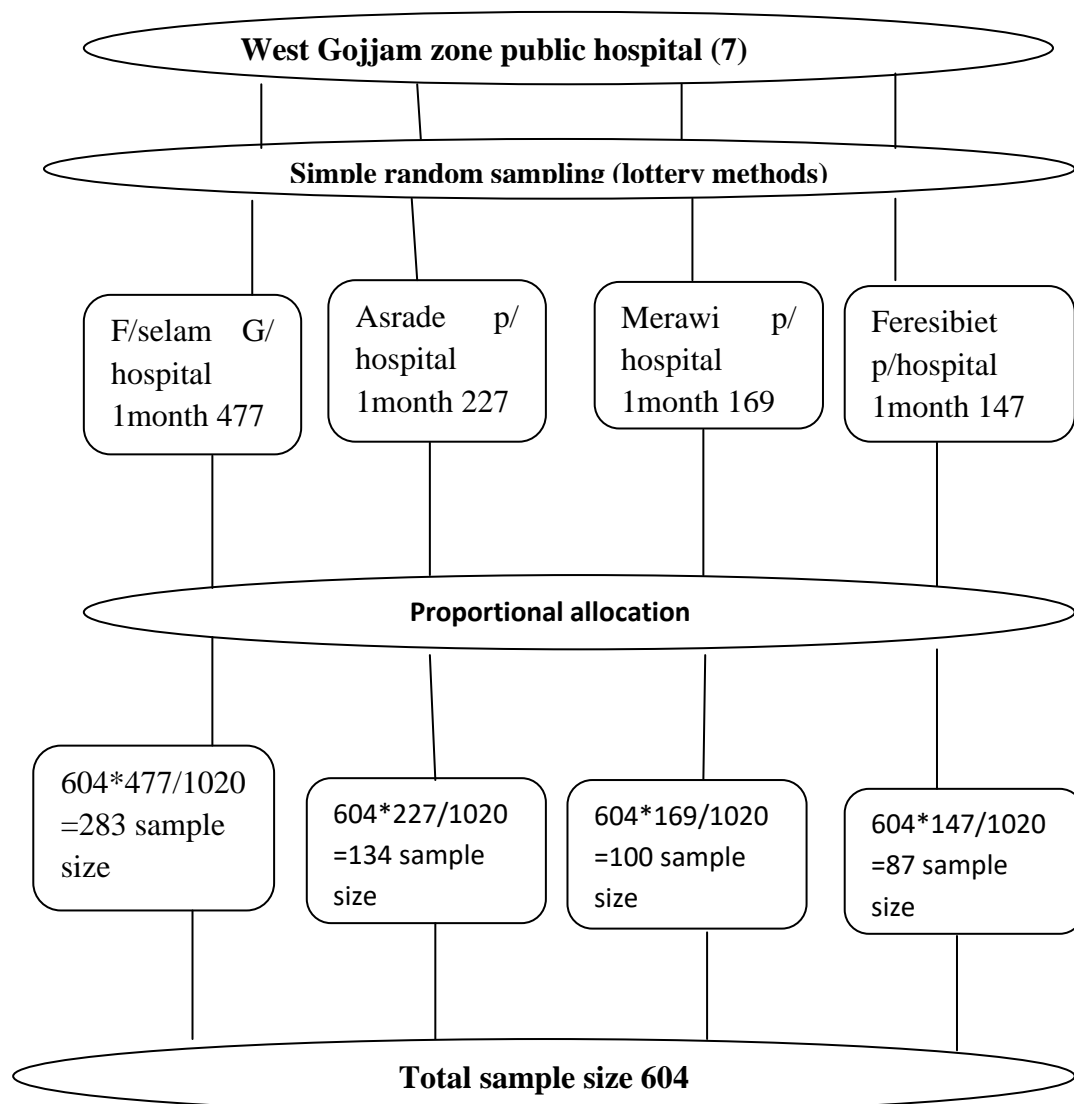 West Gojjam zone public hospital (7)
Simple random sampling (lottery methods)
F/selam G/
hospital
1month 477
Asrade p/
hospital
1month 227
Merawi p/
hospital
1month 169
Feresibiet
p/hospital
1month 147
Proportional allocation
604*477/1020
=283 sample
size
604*227/1020
=134 sample
size
604*169/1020
=100 sample
size
604*147/1020
=87 sample
size
Total sample size 604